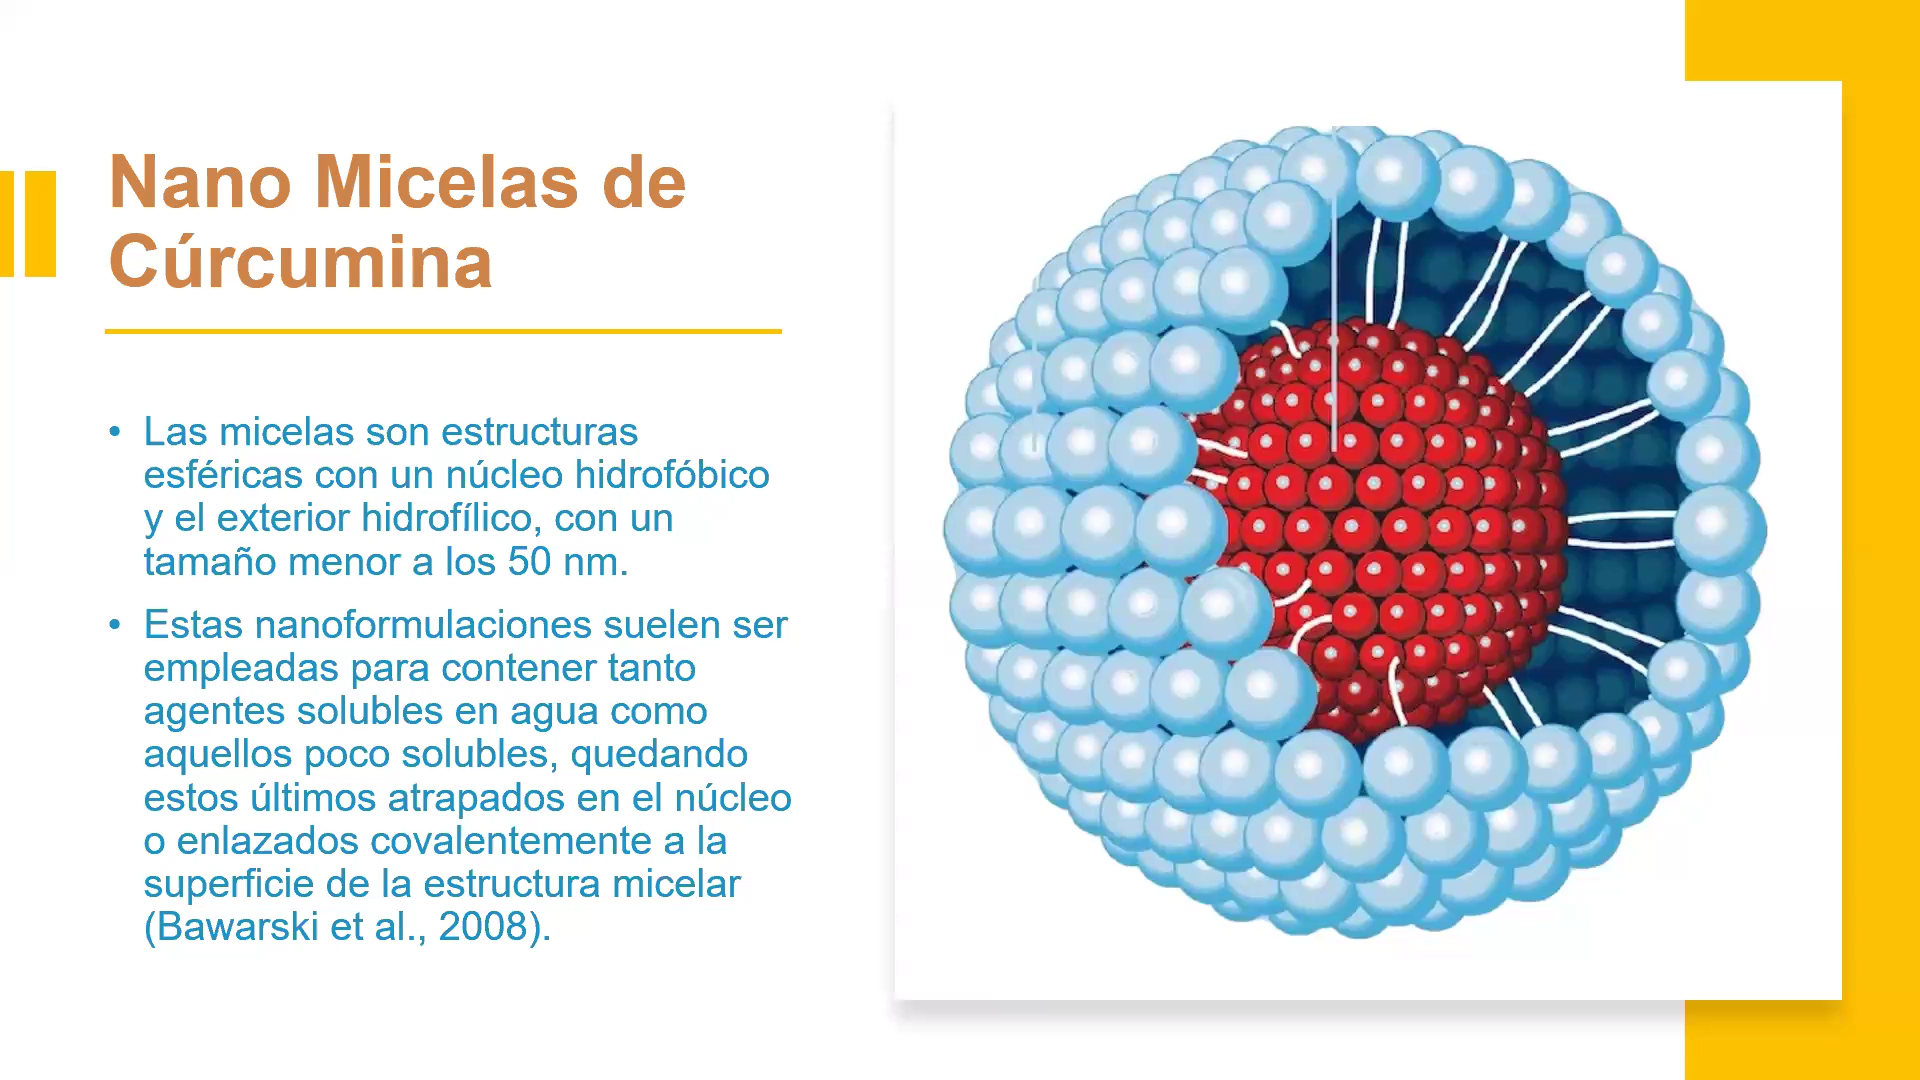 Nano Micelas de
Cúrcumina
• Las micelas son estructuras
esféricas con un núcleo hidrofóbico
y el exterior hidrofílico, con un
tamaño menor a los 50 nm.
• Estas nanoformulaciones suelen ser
empleadas para contener tanto
agentes solubles en agua como
aquellos poco solubles, quedando
estos últimos atrapados en el núcleo
o enlazados covalentemente a la
superficie de la estructura micelar
(Bawarski et al., 2008).